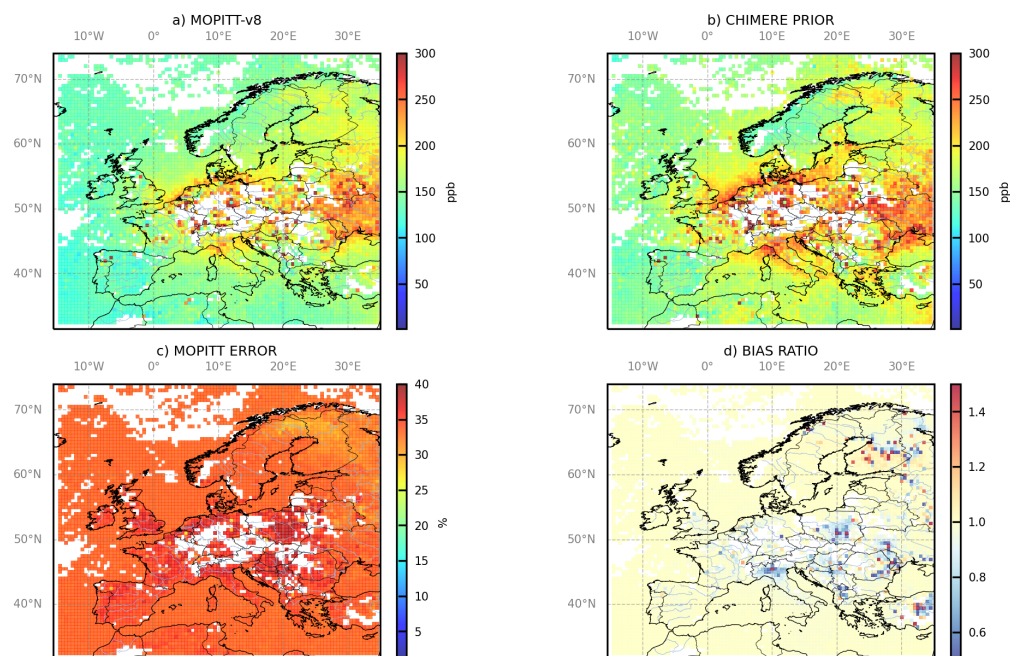 a) MOPITT-v8
b) CHIMERE PRIOR
10°W 0° 10°E 20°E 30°E
10°W 0° 10°E 20°E 30°E
70°N
60°N
50°N
40°N
300
250
200
150
100
50
ppb
70°N
60°N
50°N
40°N
300
250
200
150
100
50
ppb
c) MOPITT ERROR
d) BIAS RATIO
10°W 0° 10°E 20°E 30°E
10°W 0° 10°E 20°E 30°E
70°N
60°N
50°N
40°N
40
35
30
25
20
15
10
5
%
70°N
60°N
50°N
40°N
1.4
1.2
1.0
0.8
0.6